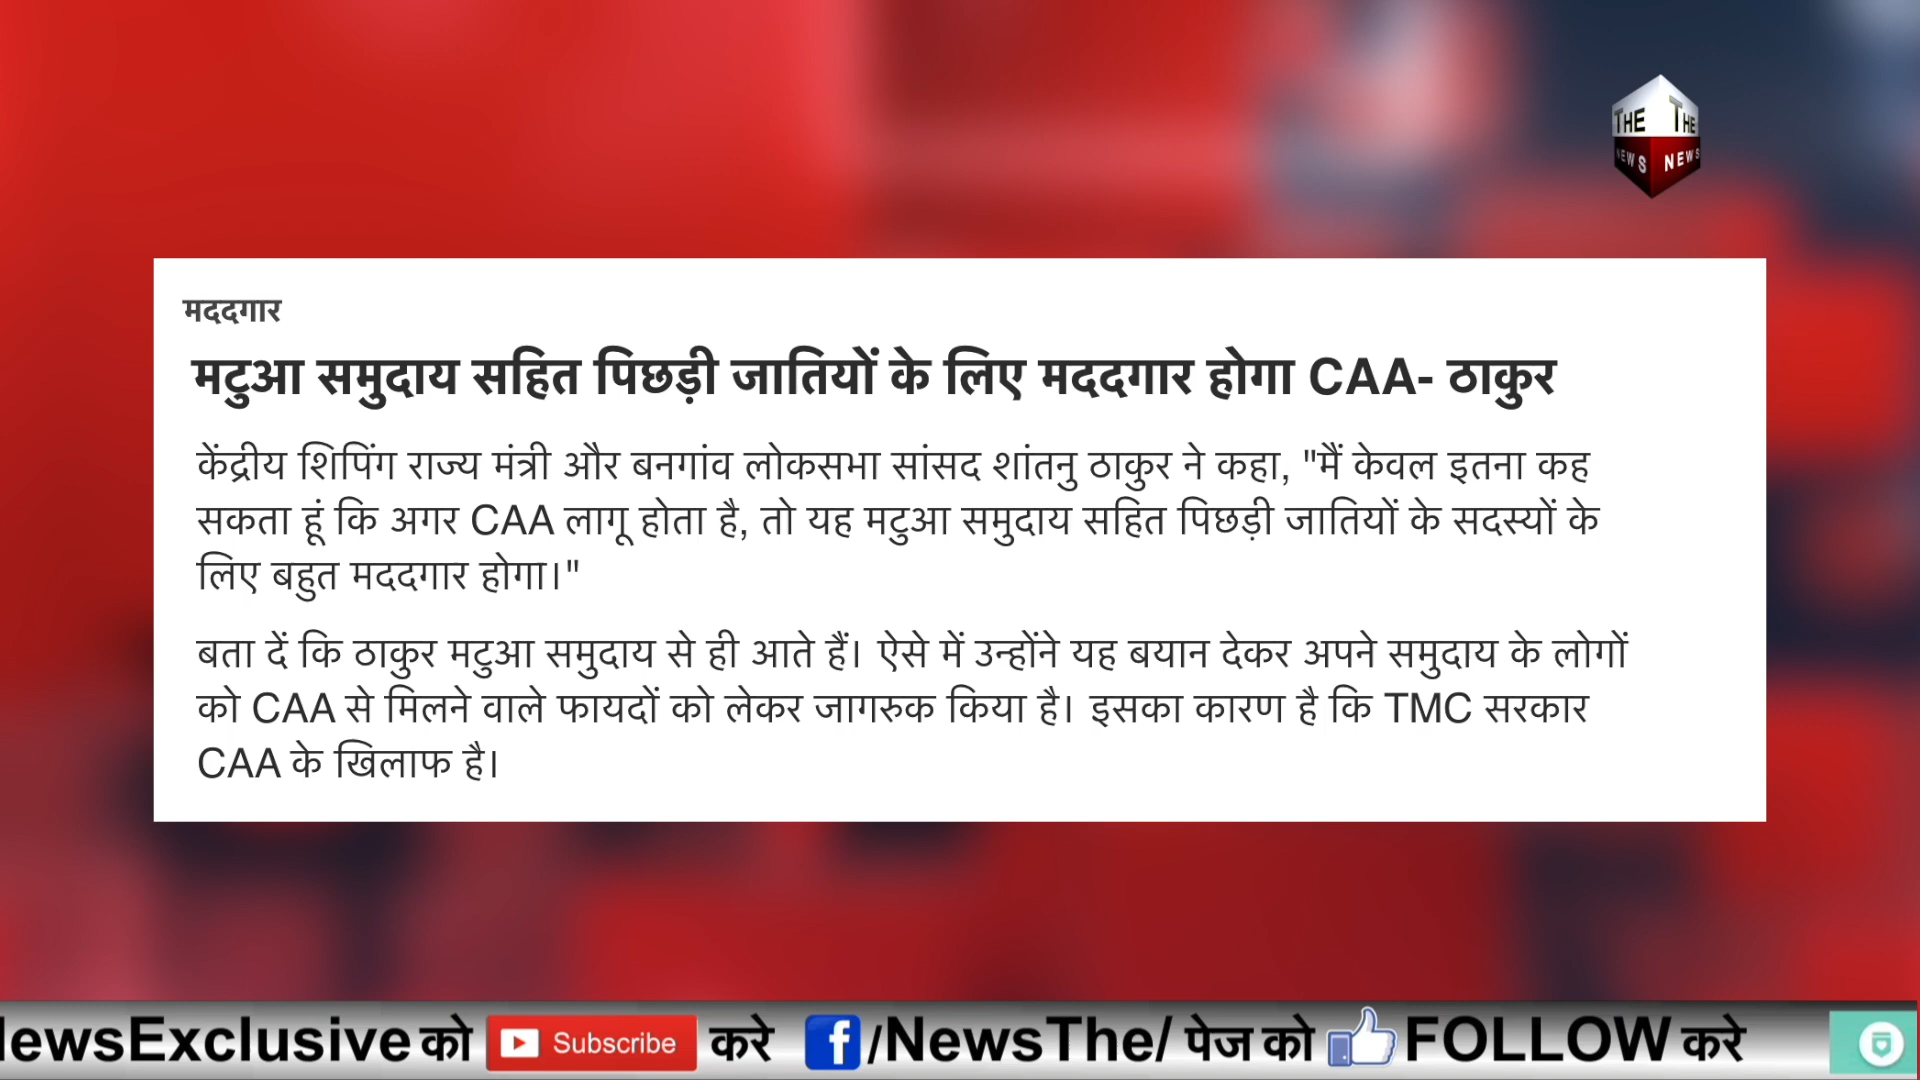 THE THE
NEWS NEWS
मददगार
मटुआ समुदाय सहित पिछड़ी जातियों के लिए मददगार होगा CAA- ठाकुर
केंद्रीय शिपिंग राज्य मंत्री और बनगांव लोकसभा सांसद शांतनु ठाकुर ने कहा, "मैं केवल इतना कह
सकता हूं कि अगर CAA लागू होता है, तो यह मटुआ समुदाय सहित पिछड़ी जातियों के सदस्यों के
लिए बहुत मददगार होगा।"
बता दें कि ठाकुर मटुआ समुदाय से ही आते हैं। ऐसे में उन्होंने यह बयान देकर अपने समुदाय के लोगों
को CAA से मिलने वाले फायदों को लेकर जागरुक किया है। इसका कारण है कि TMC सरकार
CAA के खिलाफ है।
ewsExclusive को Subscribe करे f /NewsThe/ पेज को FOLLOW करे